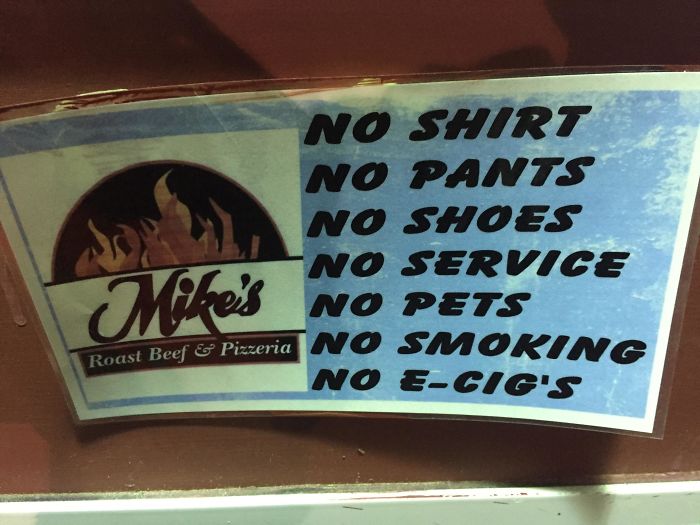 Mike's
Roast Beef & Pizzeria
NO SHIRT
NO PANTS
NO SHOES
NO SERVICE
NO PETS
NO SMOKING
NO E-CIG'S